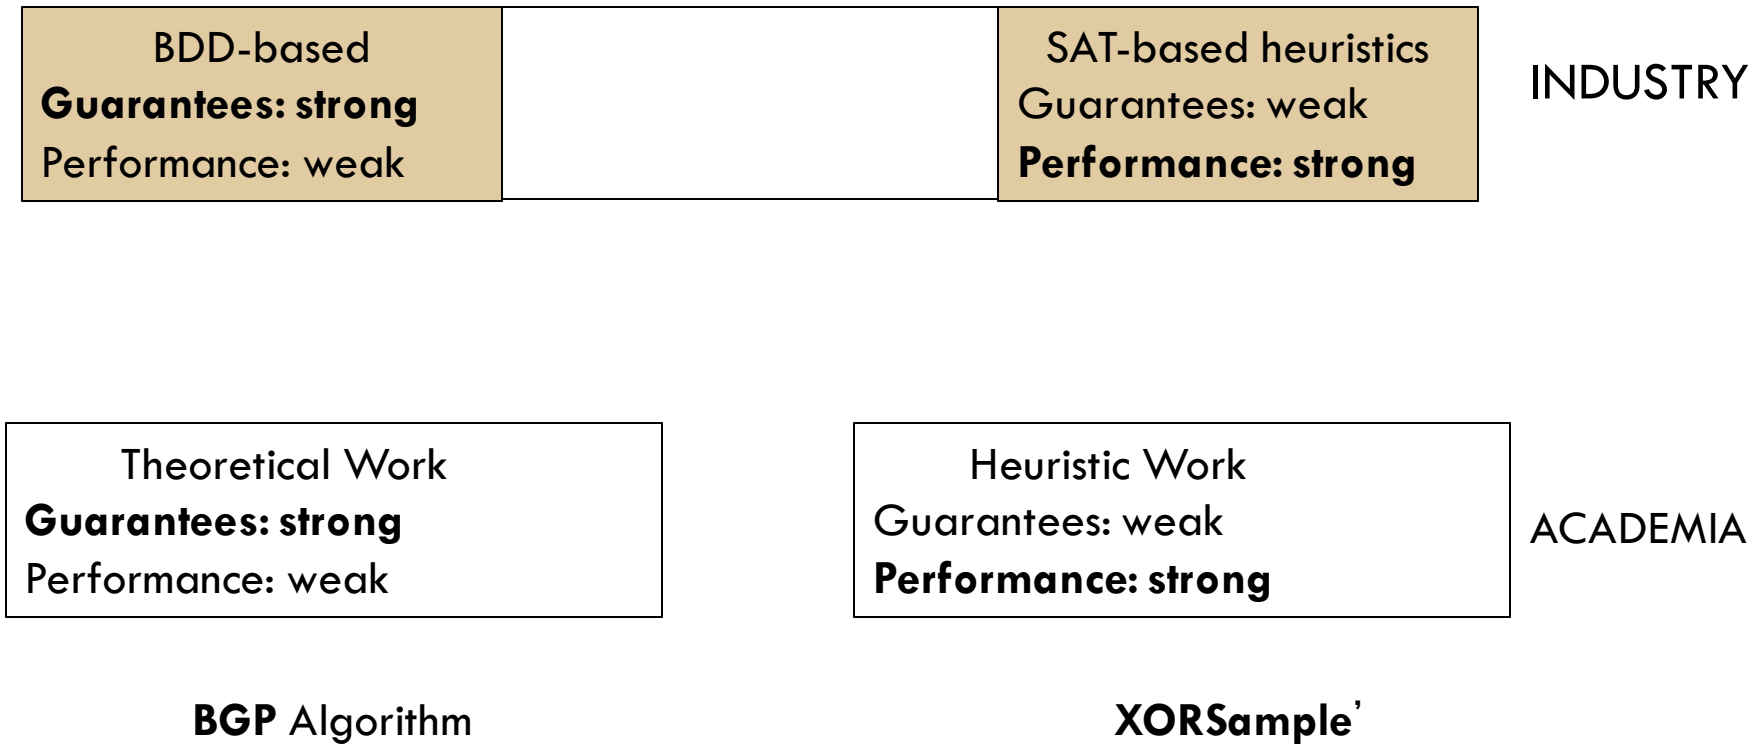 BDD-based
Guarantees: strong
Performance: weak
SAT-based heuristics
Guarantees: weak
Performance: strong
INDUSTRY
Theoretical Work
Guarantees: strong
Performance: weak
Heuristic Work
Guarantees: weak
Performance: strong
ACADEMIA
BGP Algorithm
XORSample’